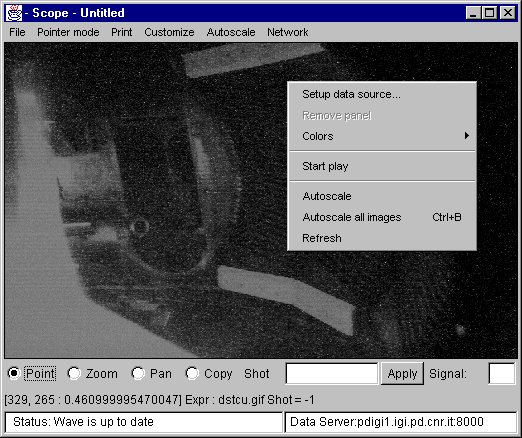 - Scope - Untitled
File Pointer mode Print Customize Autoscale Network
Setup data source...
Remove panel
Colors
Start play
Autoscale
Autoscale all images Ctrl+B
Refresh
Point Zoom Pan Copy Shot Apply Signal:
[329, 265 : 0.460999995470047] Expr : dstcu.gif Shot = -1
Status: Wave is up to date Data Server:pdigi1.igi.pd.cnr.it:8000